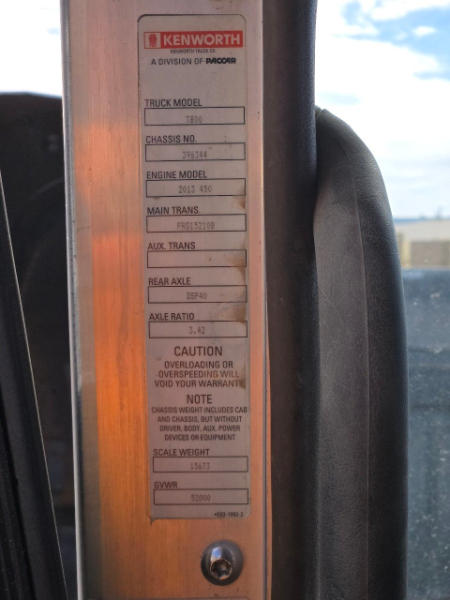 KENWORTH
KENWORTH TRUCK CO.
A DIVISION OF PACCAR
TRUCK MODEL
T800
CHASSIS NO.
396344
ENGINE MODEL
2013 450
MAIN TRANS.
AUX. TRANS
REAR AXLE
DSP40
AXLE RATIO
3.42
CAUTION
OVERLOADING OR
OVERSPEEDING WILL
VOID YOUR WARRANTY
NOTE
CHASSIS WEIGHT INCLUDES CAB
AND CHASSIS, BUT WITHOUT
DRIVER, BODY, AUX. POWER
DEVICES OR EQUIPMENT
SCALE WEIGHT
15673
GVWR
52000